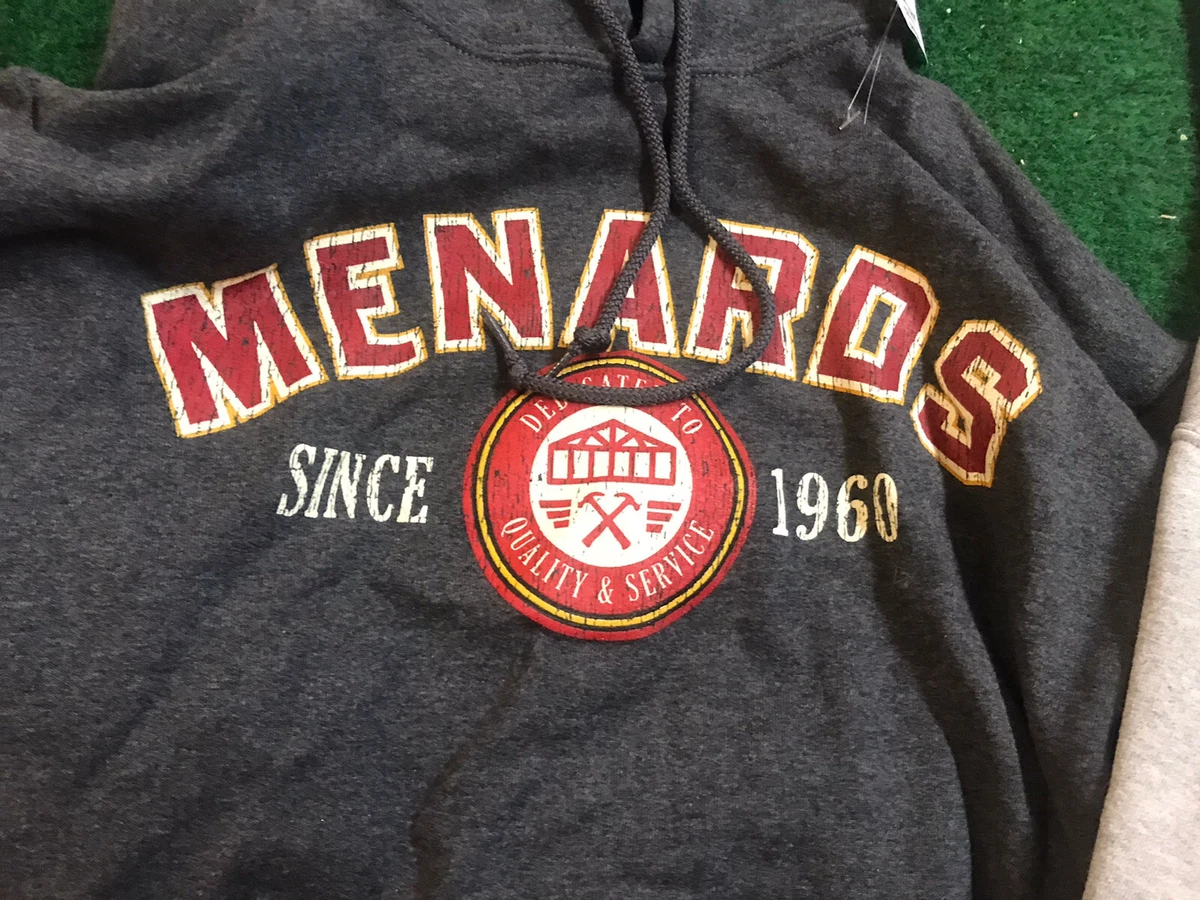 MENARDS
SINCE
DEDICATED TO
QUALITY & SERVICE
1960